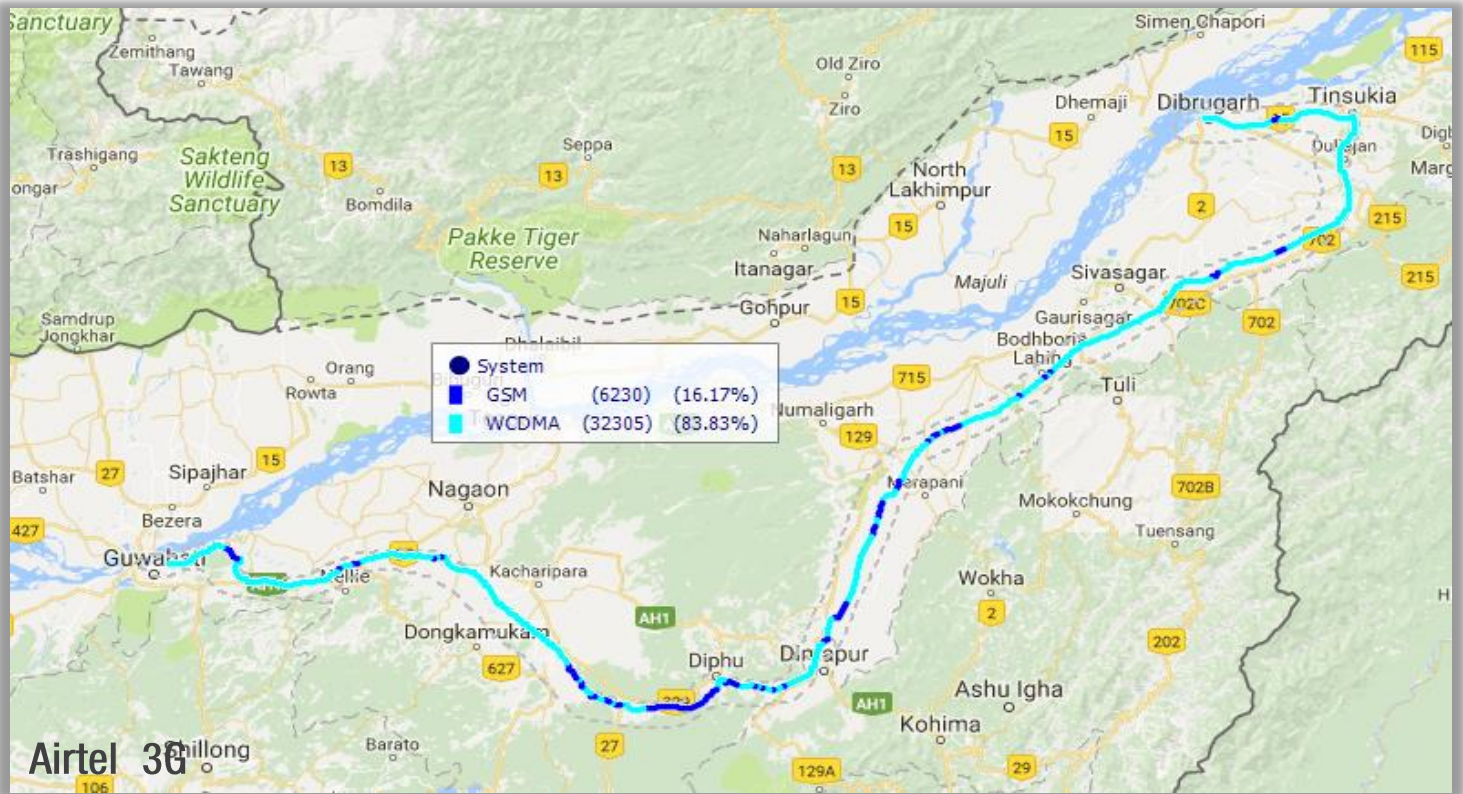 Sanctuary
Zemithang
Tawang
Simen Chapori
115
Old Ziro
Ziro
Dhemaji
Dibrugarh
Tinsukia
15
Duliajan
Trashigang
Sakteng
Wildlife
Sanctuary
13
Seppa
13
13
North
Lakhimpur
ongar
Bomdila
2
215
15
Pakke Tiger
Reserve
Naharlagun
Itanagar
702
Majuli
Sivasagar
215
Gohpur
15
702C
Samdrup
Jongkhar
Gaurisagar
702
Bodhboria
Lahing
System
GSM (6230) (16.17%)
WCDMA (32305) (83.83%)
Orang
Rowta
715
Tuli
Numaligarh
129
15
Sipajhar
27
Batshar
Nagaon
Merapani
702B
Mokokchung
Bezera
427
Tuensang
Guwahati
Nellie
Kacharipara
Wokha
2
AH1
Dongkamukam
627
Diphu
Dimapur
202
AH1
Ashu Igha
Kohima
27
Airtel 3G
Shillong
Barato
129A
29
106